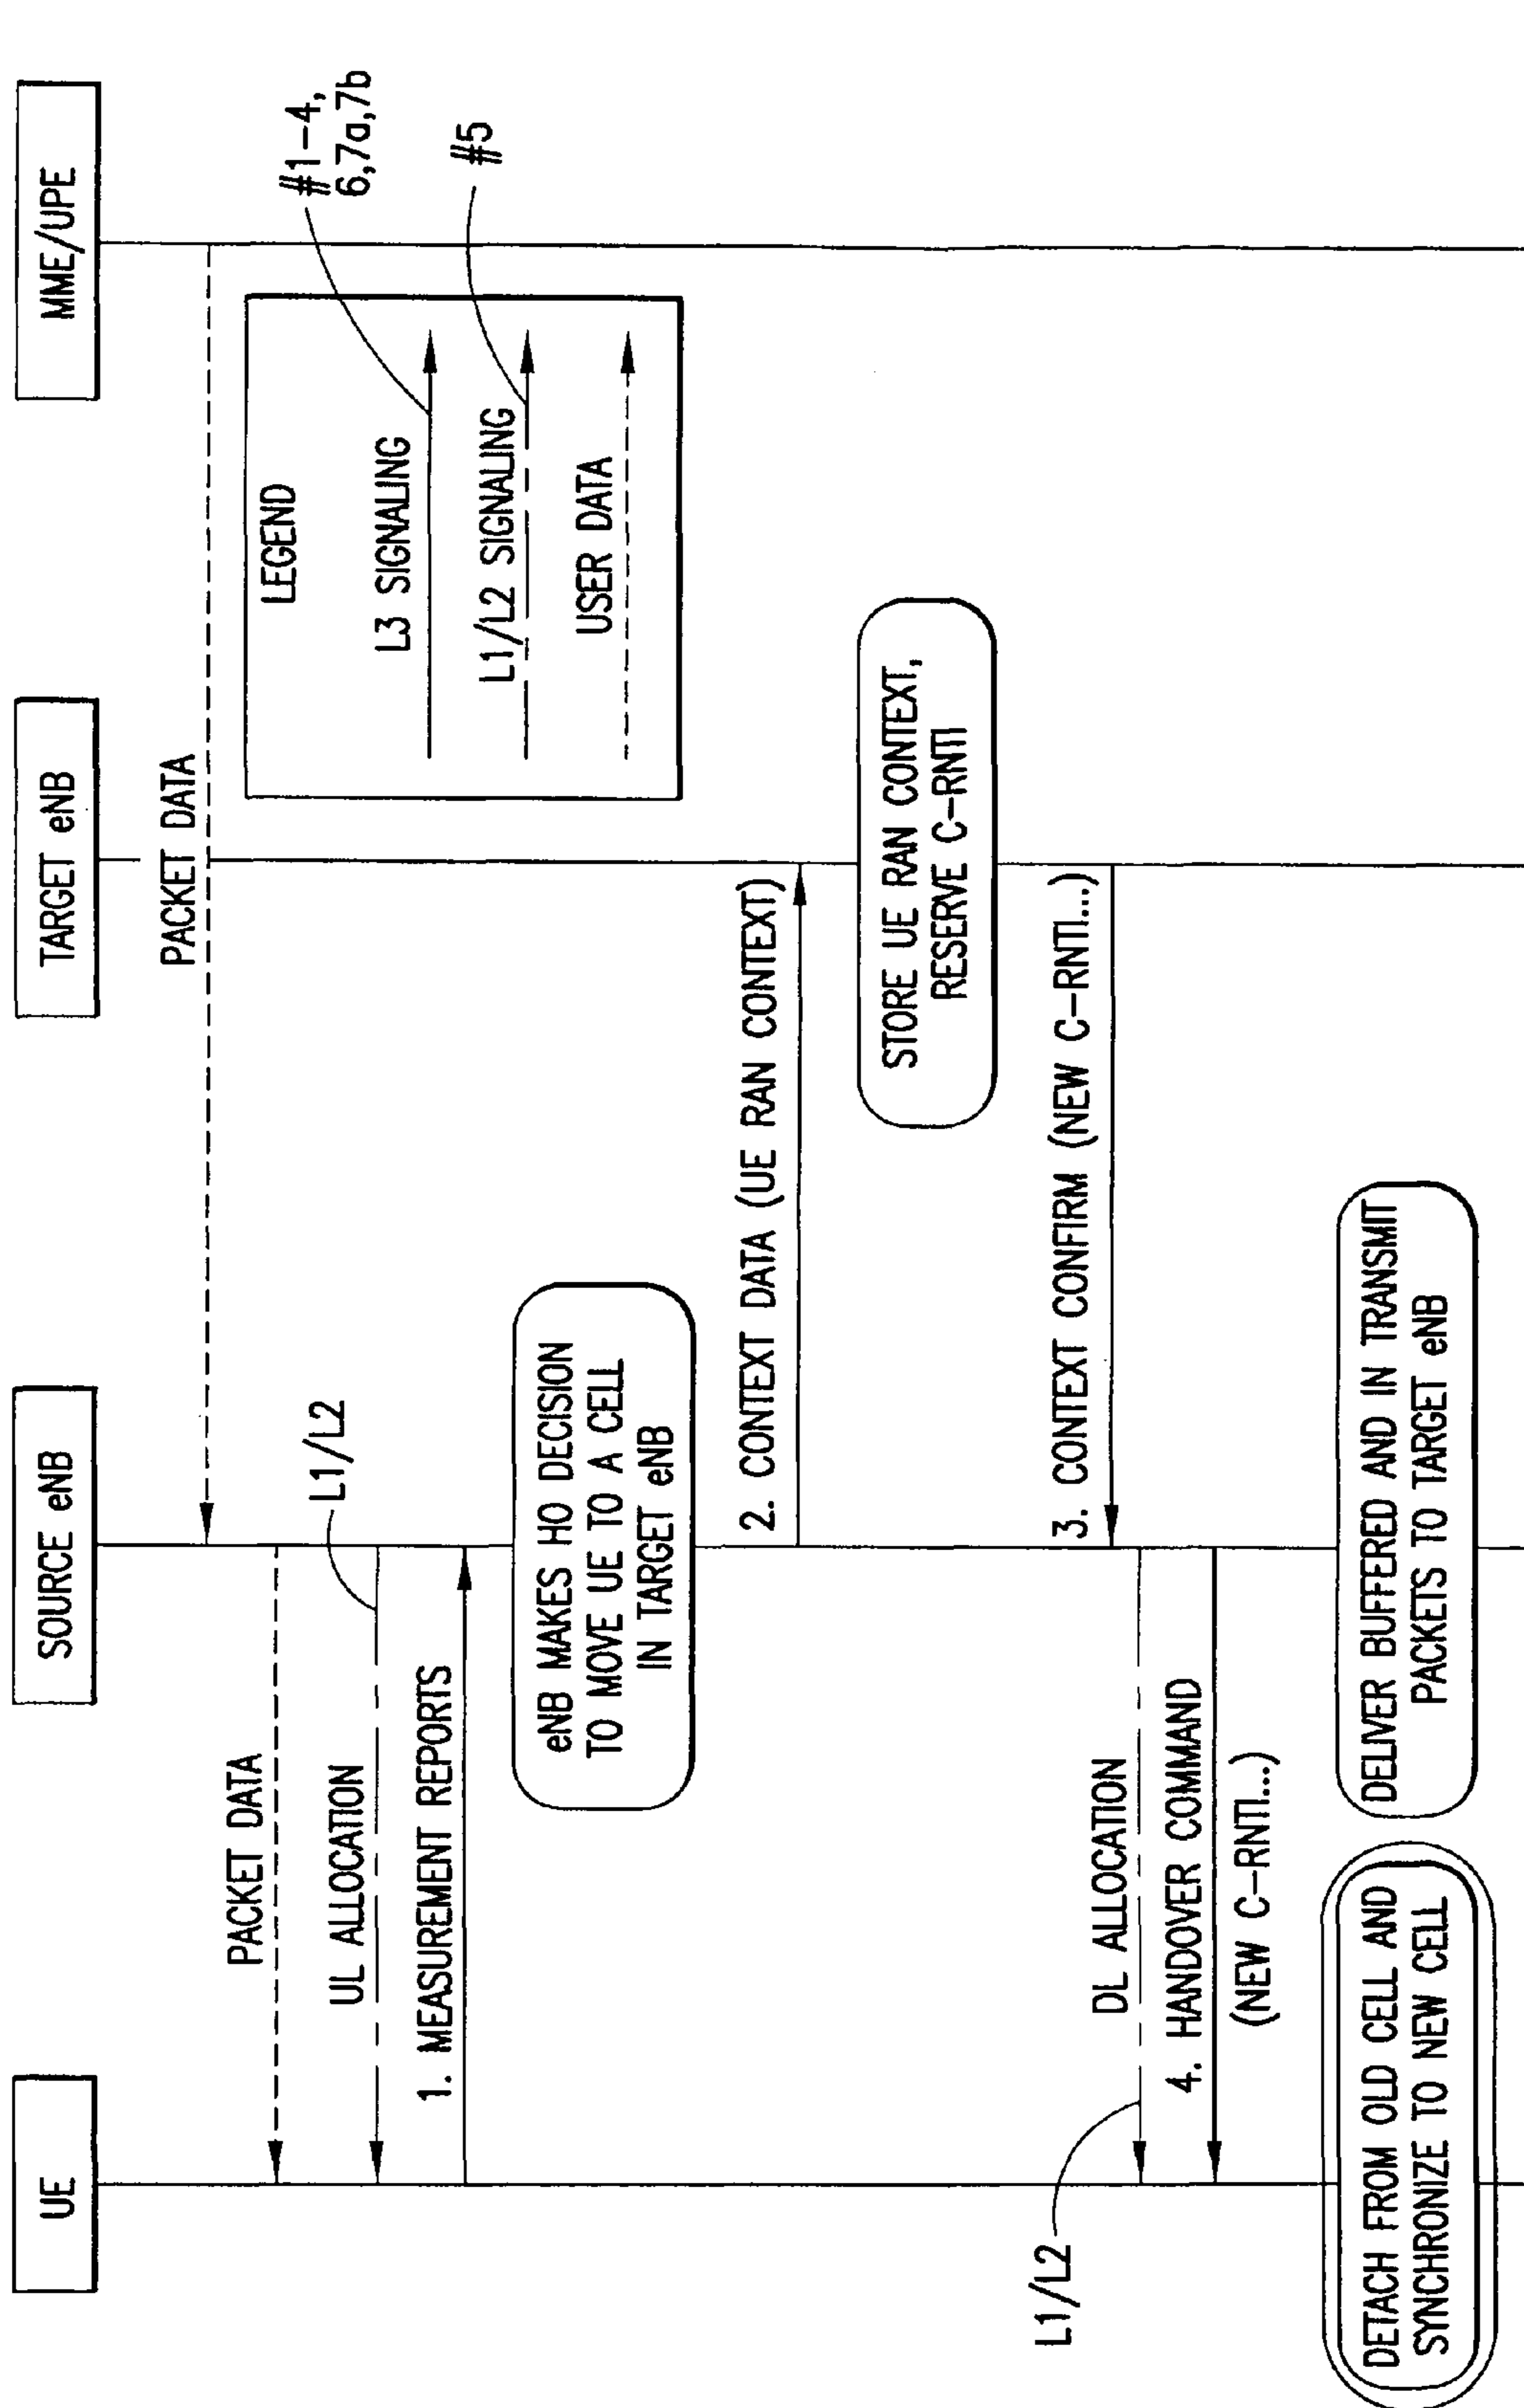 UE
SOURCE eNB
TARGET eNB
MME/UPE
PACKET DATA
PACKET DATA
LEGEND
L3 SIGNALING
#1-4,
6,7a,7b
L1/L2 SIGNALING
#5
USER DATA
UL ALLOCATION
L1/L2
1. MEASUREMENT REPORTS
eNB MAKES HO DECISION
TO MOVE UE TO A CELL
IN TARGET eNB
2. CONTEXT DATA (UE RAN CONTEXT)
STORE UE RAN CONTEXT,
RESERVE C-RNTI
3. CONTEXT CONFIRM (NEW C-RNTI...)
L1/L2
DL ALLOCATION
4. HANDOVER COMMAND
(NEW C-RNTI...)
DETACH FROM OLD CELL AND
SYNCHRONIZE TO NEW CELL
DELIVER BUFFERED AND IN TRANSMIT
PACKETS TO TARGET eNB